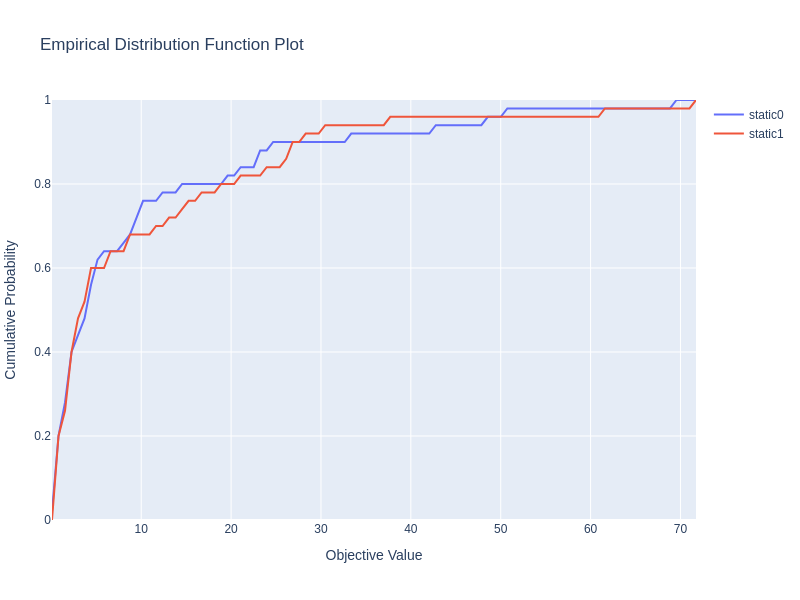 Empirical Distribution Function Plot
static0
static1
Cumulative Probability
1
0.8
0.6
0.4
0.2
0
10 20 30 40 50 60 70
Objective Value